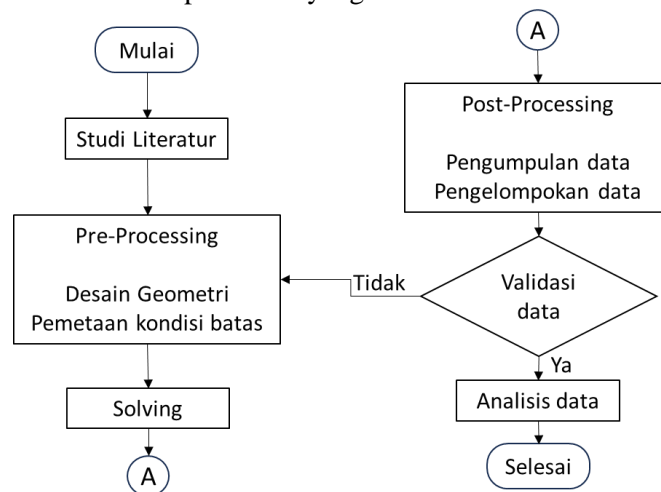 Mulai
Studi Literatur
Pre-Processing
Desain Geometri
Pemetaan kondisi batas
Solving
A
A
Post-Processing
Pengumpulan data
Pengelompokan data
Validasi
data
Tidak
Ya
Analisis data
Selesai